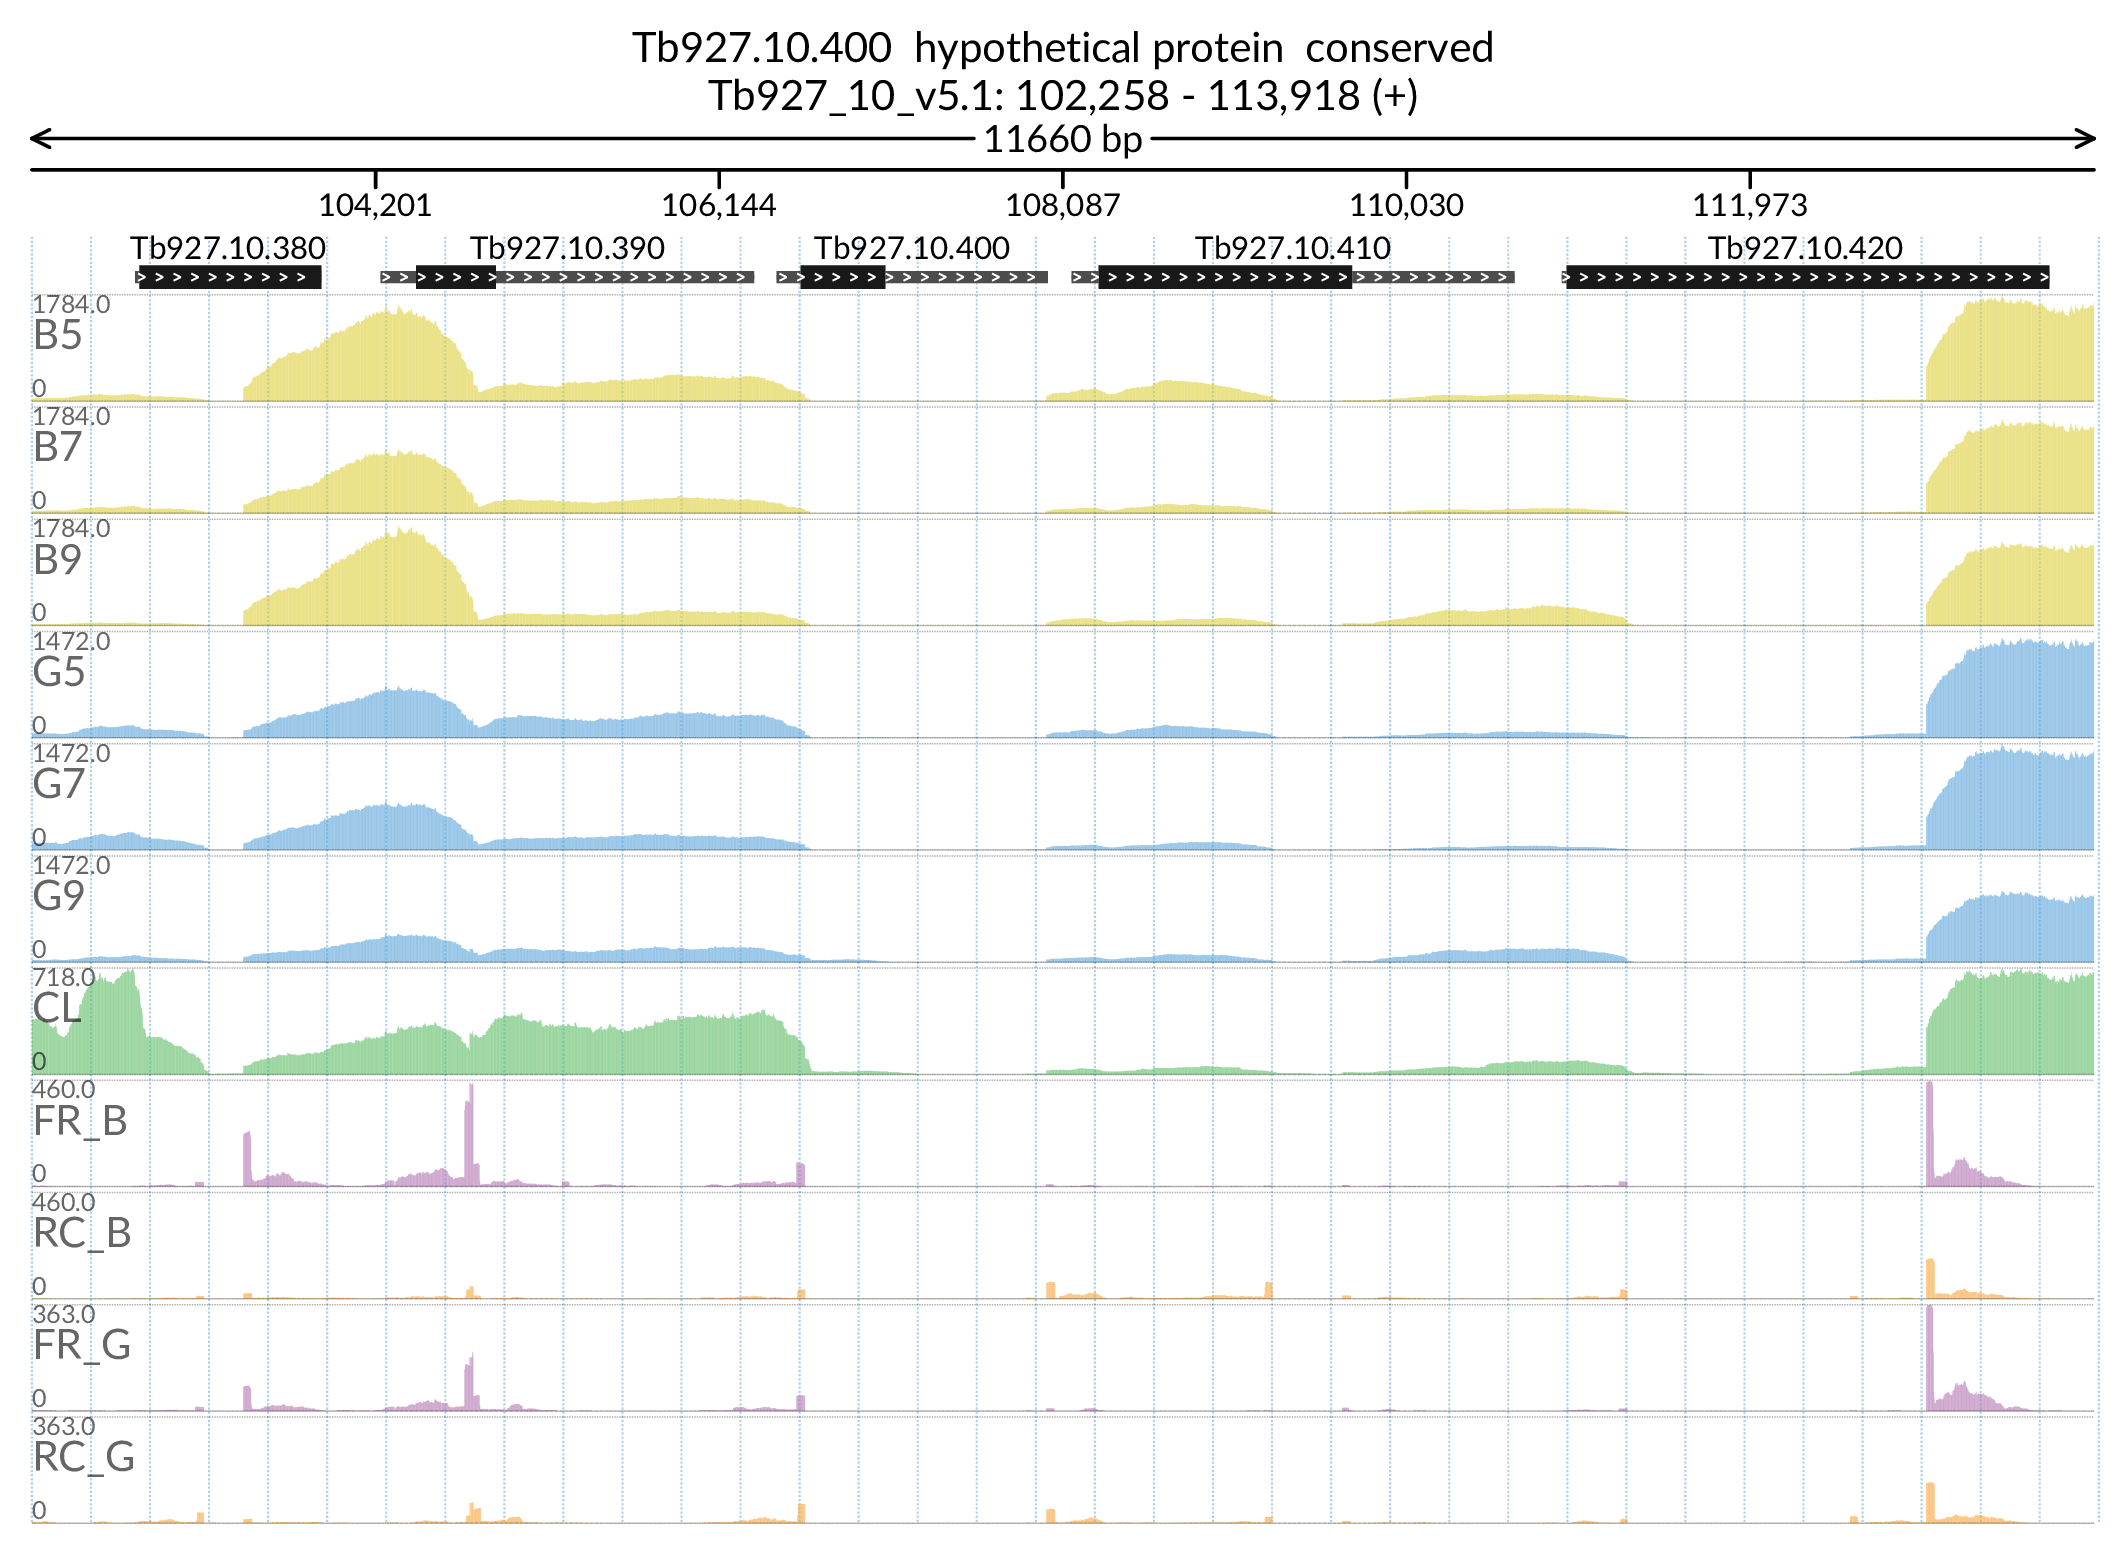 Tb927.10.400  hypothetical protein  conserved
Tb927_10_v5.1: 102,258 - 113,918 (+)
11660 bp
104,201 106,144 108,087 110,030 111,973
Tb927.10.380 Tb927.10.390 Tb927.10.400 Tb927.10.410 Tb927.10.420
1784.0
B5
0
1784.0
B7
0
1784.0
B9
0
1472.0
G5
0
1472.0
G7
0
1472.0
G9
0
718.0
CL
0
460.0
FR_B
0
460.0
RC_B
0
363.0
FR_G
0
363.0
RC_G
0